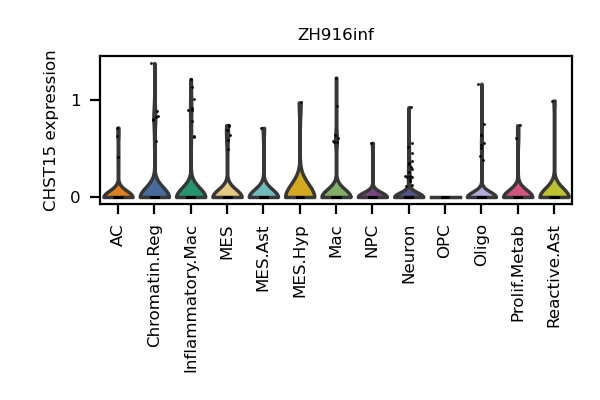 ZH916inf
CHST15 expression
1
0
AC
Chromatin.Reg
Inflammatory.Mac
MES
MES.Ast
MES.Hyp
Mac
NPC
Neuron
OPC
Oligo
Prolif.Metab
Reactive.Ast